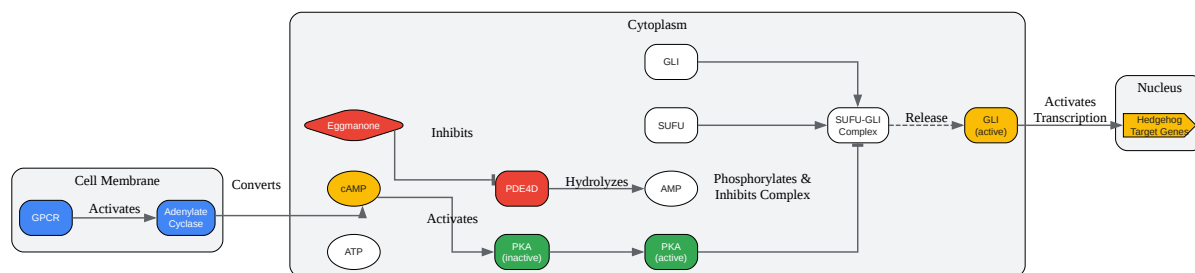 Cytoplasm
GLI
Nucleus
Eggmanone
Inhibits
SUFU
SUFU-GLI
Complex
Release
GLI
(active)
Activates
Transcription
Hedgehog
Target Genes
Cell Membrane
GPCR
Activates
Adenylate
Cyclase
Converts
cAMP
Activates
PDE4D
Hydrolyzes
AMP
Phosphorylates &
Inhibits Complex
ATP
PKA
(inactive)
PKA
(active)